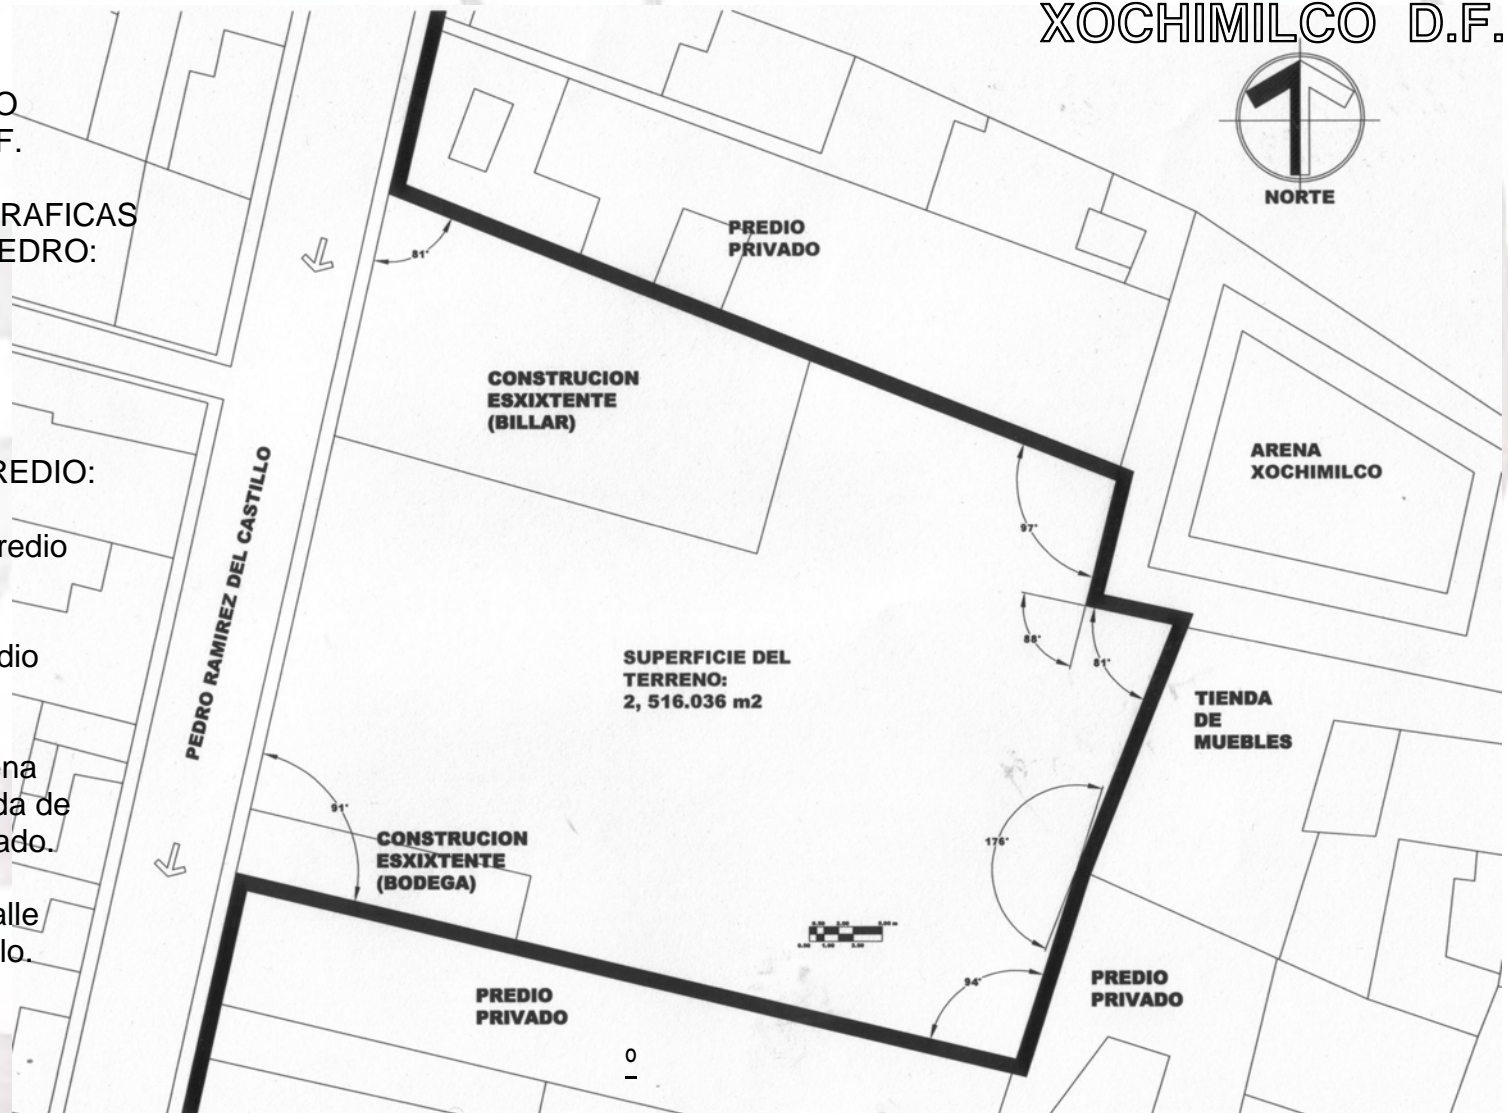 XOCHIMILCO D.F.
O
F.
RAFICAS
EDRO:
REDIO:
redio
dio
na
da de
ado.
alle
lo.
NORTE
PREDIO
PRIVADO
81°
CONSTRUCION
ESXIXTENTE
(BILLAR)
ARENA
XOCHIMILCO
PEDRO RAMIREZ DEL CASTILLO
97°
88°
81°
SUPERFICIE DEL
TERRENO:
2, 516.036 m2
TIENDA
DE
MUEBLES
91°
CONSTRUCION
ESXIXTENTE
(BODEGA)
176°
94°
PREDIO
PRIVADO
PREDIO
PRIVADO
o